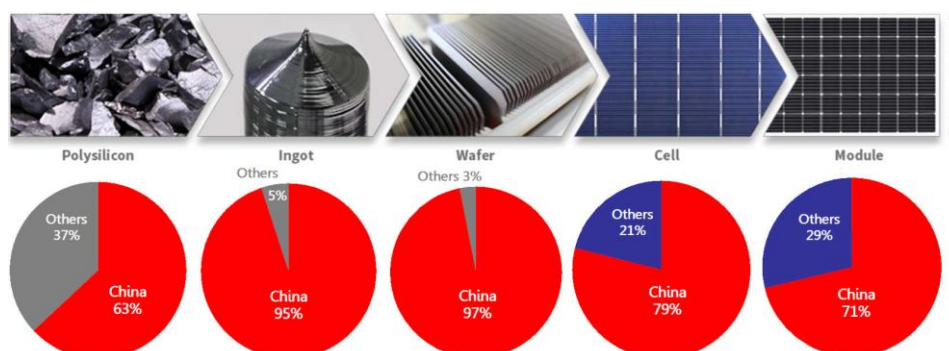 Polysilicon
Ingot
Wafer
Cell
Module
Others
37%
China
63%
Others
5%
China
95%
Others 3%
China
97%
Others
21%
China
79%
Others
29%
China
71%